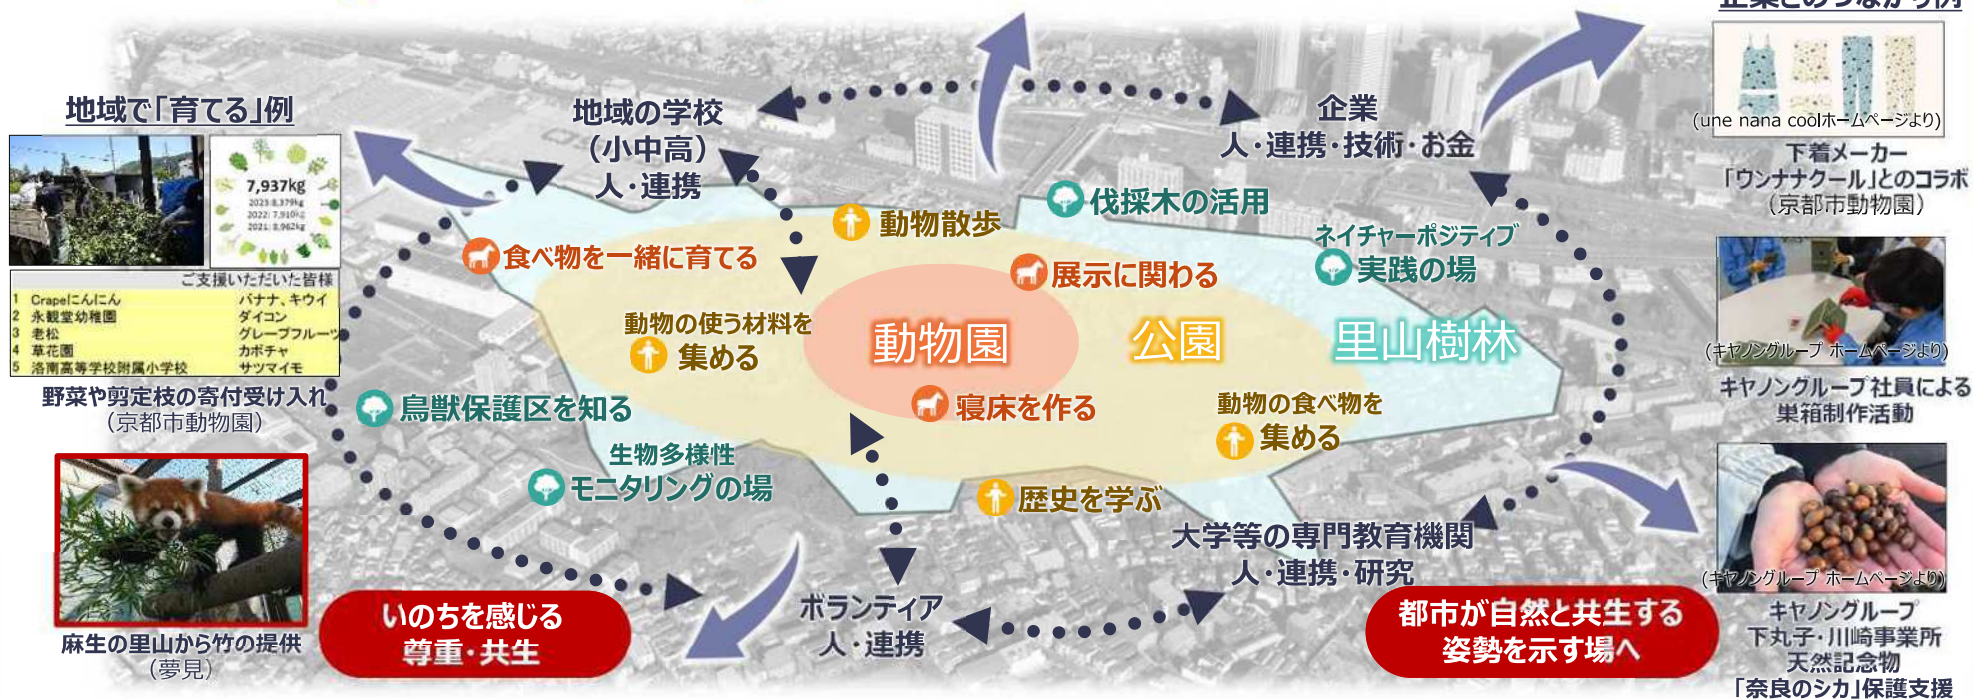 企業とのつながり例
(une nana coolホームページより)
下着メーカー
「ウンナナクール」とのコラボ
（京都市動物園）
(キヤノングループ ホームページより)
キヤノングループ社員による
巣箱制作活動
(キヤノングループ ホームページより)
キヤノングループ
下丸子・川崎事業所
天然記念物
「奈良のシカ」保護支援
地域で「育てる」例
7,937kg
2023:8,379kg
2022: 7,910kg
2021: 8,962kg
ご支援いただいた皆様
1 Crapeにんにん バナナ、キウイ
2 永観堂幼稚園 ダイコン
3 老松 グレープフルーツ
4 草花園 カボチャ
5 洛南高等学校附属小学校 サツマイモ
野菜や剪定枝の寄付受け入れ
（京都市動物園）
麻生の里山から竹の提供
（夢見）
地域の学校
（小中高）
人・連携
企業
人・連携・技術・お金
動物散歩
伐採木の活用
食べ物を一緒に育てる
展示に関わる
ネイチャーポジティブ
実践の場
動物の使う材料を
集める
動物園
公園
里山樹林
鳥獣保護区を知る
寝床を作る
動物の食べ物を
集める
生物多様性
モニタリングの場
歴史を学ぶ
大学等の専門教育機関
人・連携・研究
ボランティア
人・連携
いのちを感じる
尊重・共生
都市が自然と共生する
姿勢を示す場へ